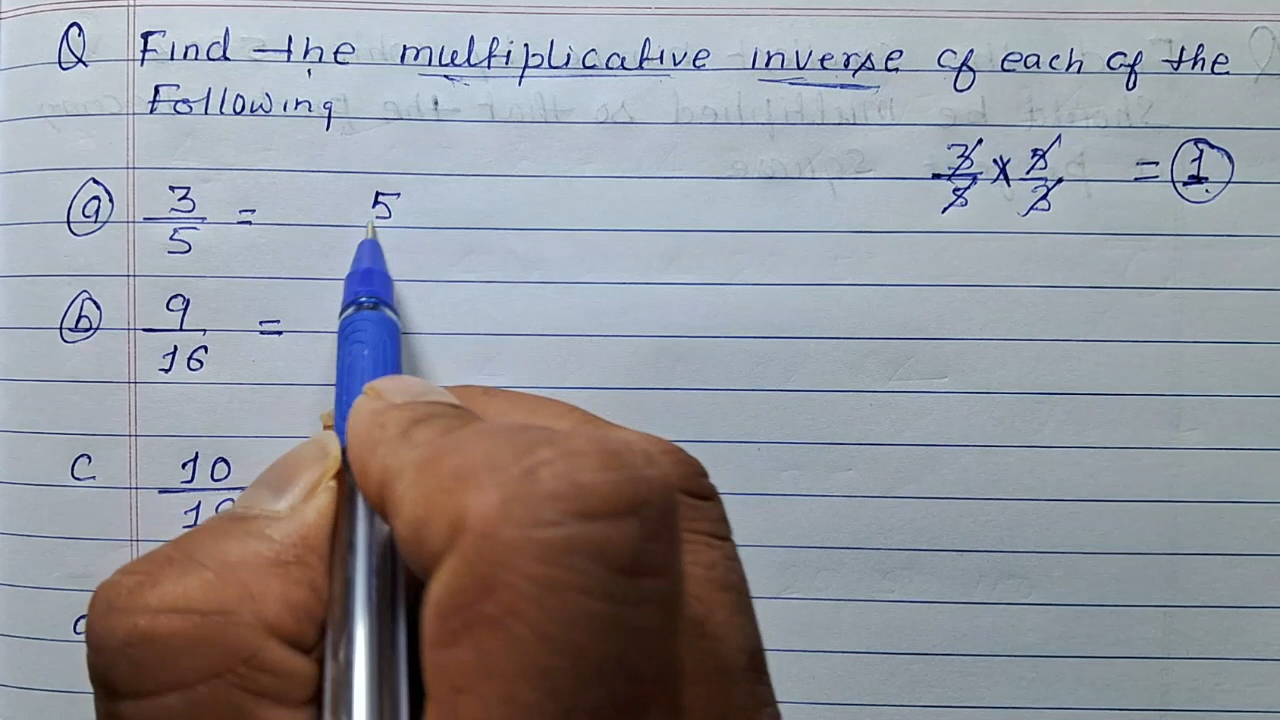 Q Find the multiplicative inverse of each of the
Following
3/5 × 5/3 = 1
a 3/5 = 5
b 9/16 =
C 10